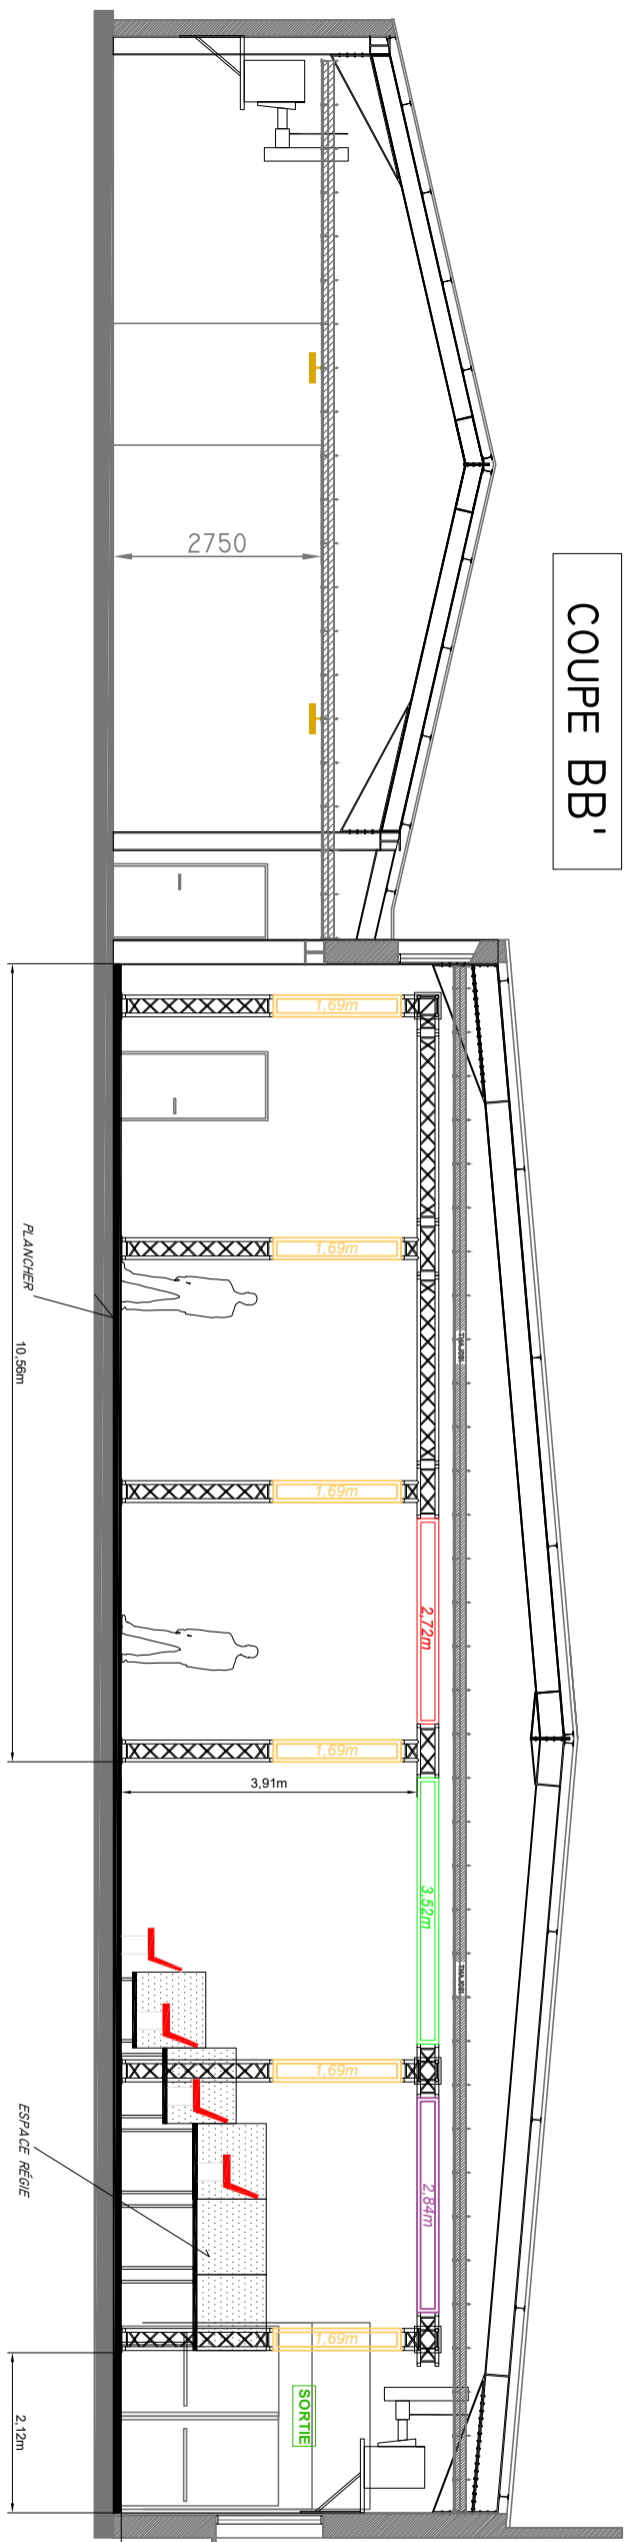 COUPE BB'
2750
1,69m
1,69m
1,69m
2,72m
1,69m
3,91m
3,52m
1,69m
2,84m
1,69m
SORTIE
PLANCHER
10,56m
ESPACE RÉGIE
2,12m